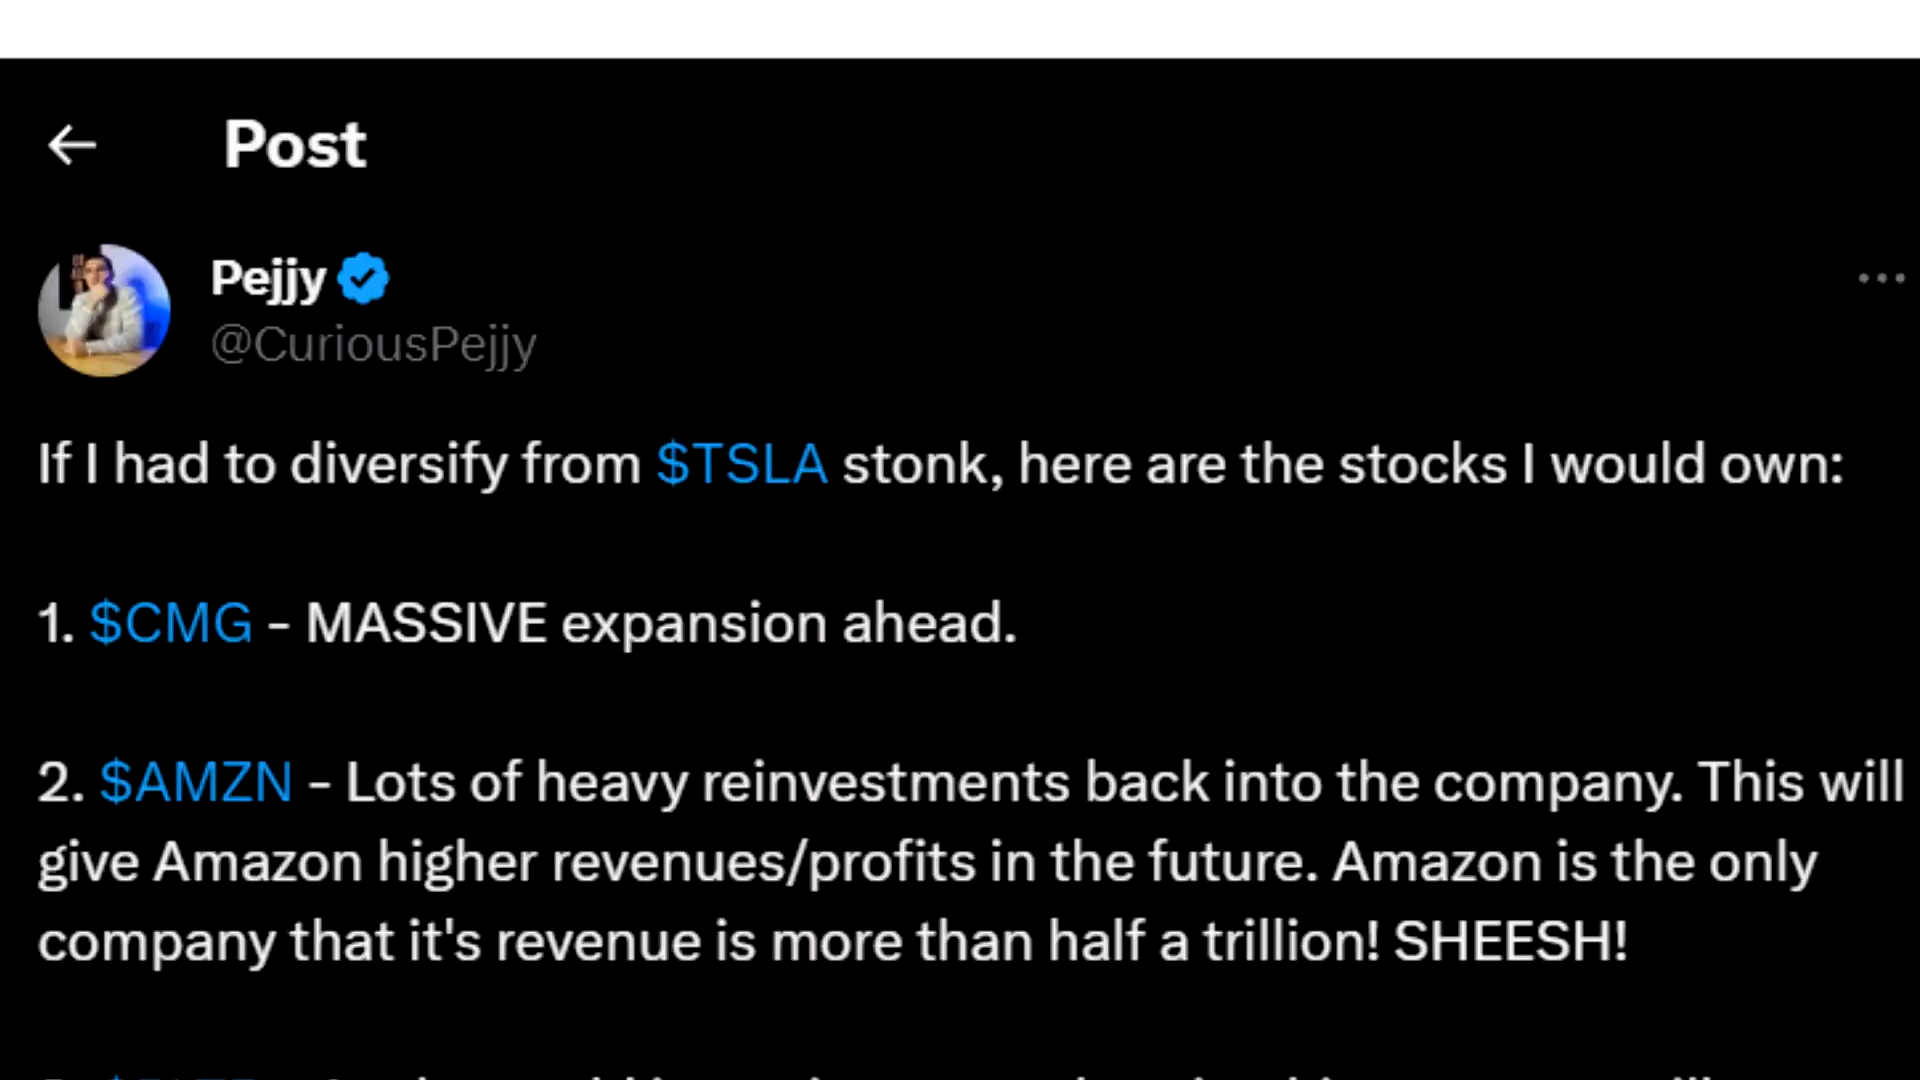 Post
Pejjy
@CuriousPejjy
If I had to diversify from $TSLA stonk, here are the stocks I would own:
1. $CMG - MASSIVE expansion ahead.
2. $AMZN - Lots of heavy reinvestments back into the company. This will
give Amazon higher revenues/profits in the future. Amazon is the only
company that it's revenue is more than half a trillion! SHEESH!